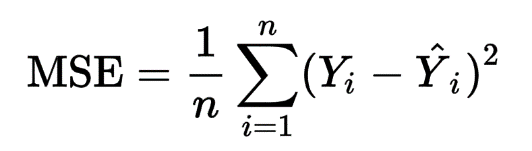 MSE = \frac{1}{n} \sum_{i=1}^{n} (Y_i - \hat{Y}_i)^2